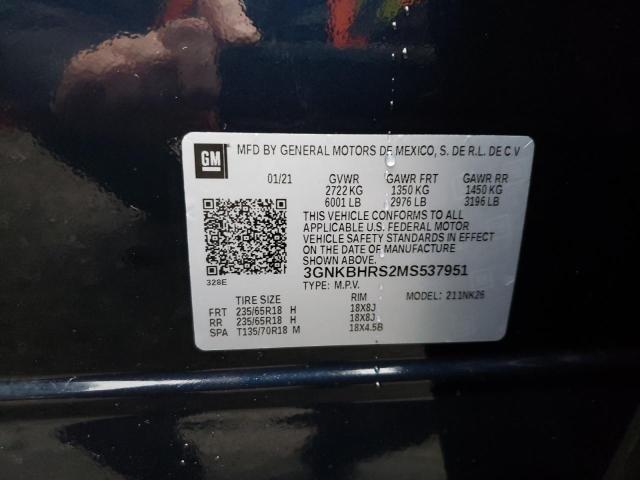 GM MFD BY GENERAL MOTORS DE MEXICO, S. DE R.L. DE C V
01/21 GVWR GAWR FRT GAWR RR
2722 KG 1350 KG 1450 KG
6001 LB 2976 LB 3196 LB
THIS VEHICLE CONFORMS TO ALL
APPLICABLE U.S. FEDERAL MOTOR
VEHICLE SAFETY STANDARDS IN EFFECT
ON THE DATE OF MANUFACTURE
SHOWN ABOVE.
3GNKBHRS2MS537951
328E
TYPE: M.P.V. MODEL: 211NK26
TIRE SIZE RIM
FRT 235/65R18 H 18X8J
RR 235/65R18 H 18X8J
SPA T135/70R18 M 18X4.5B